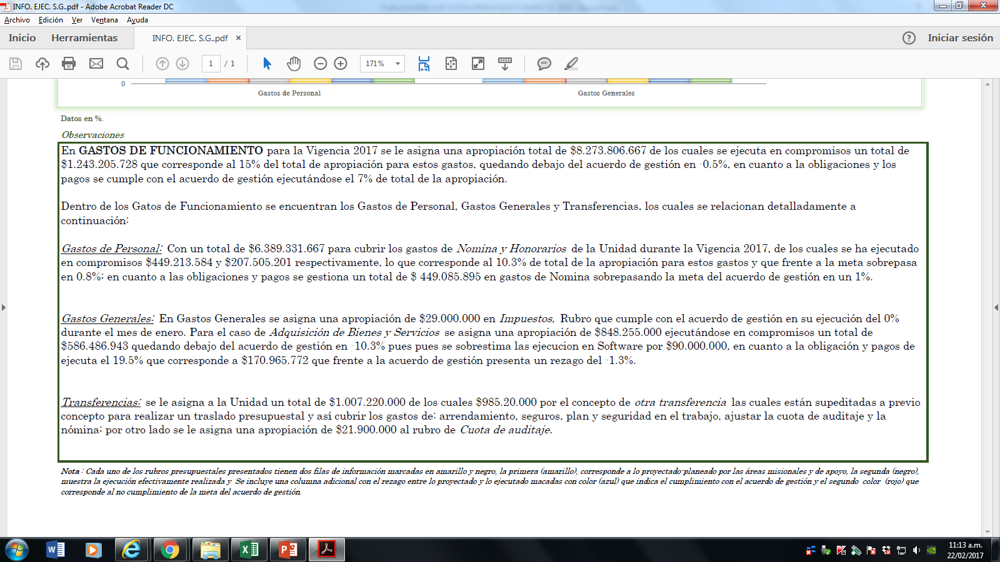 INFO. EJEC. S.G..pdf - Adobe Acrobat Reader DC
Archivo Edición Ver Ventana Ayuda
Inicio Herramientas INFO. EJEC. S.G..pdf × ? Iniciar sesión
1 / 1 171%
0
Gastos de Personal Gastos Generales
Datos en %.
Observaciones
En GASTOS DE FUNCIONAMIENTO para la Vigencia 2017 se le asigna una apropiación total de $8.273.806.667 de los cuales se ejecuta en compromisos un total de
$1.243.205.728 que corresponde al 15% del total de apropiación para estos gastos, quedando debajo del acuerdo de gestión en -0.5%, en cuanto a la obligaciones y los
pagos se cumple con el acuerdo de gestión ejecutándose el 7% de total de la apropiación.
Dentro de los Gatos de Funcionamiento se encuentran los Gastos de Personal, Gastos Generales y Transferencias, los cuales se relacionan detalladamente a
continuación:
Gastos de Personal: Con un total de $6.389.331.667 para cubrir los gastos de Nomina y Honorarios de la Unidad durante la Vigencia 2017, de los cuales se ha ejecutado
en compromisos $449.213.584 y $207.505.201 respectivamente, lo que corresponde al 10.3% de total de la apropiación para estos gastos y que frente a la meta sobrepasa
en 0.8%; en cuanto a las obligaciones y pagos se gestiona un total de $ 449.085.895 en gastos de Nomina sobrepasando la meta del acuerdo de gestión en un 1%.
Gastos Generales: En Gastos Generales se asigna una apropiación de $29.000.000 en Impuestos, Rubro que cumple con el acuerdo de gestión en su ejecución del 0%
durante el mes de enero. Para el caso de Adquisición de Bienes y Servicios se asigna una apropiación de $848.255.000 ejecutándose en compromisos un total de
$586.486.943 quedando debajo del acuerdo de gestión en -10.3% pues pues se sobrestima las ejecucion en Software por $90.000.000, en cuanto a la obligación y pagos de
ejecuta el 19.5% que corresponde a $170.965.772 que frente a la acuerdo de gestión presenta un rezago del -1.3%.
Transferencias: se le asigna a la Unidad un total de $1.007.220.000 de los cuales $985.20.000 por el concepto de otra transferencia las cuales están supeditadas a previo
concepto para realizar un traslado presupuestal y así cubrir los gastos de: arrendamiento, seguros, plan y seguridad en el trabajo, ajustar la cuota de auditaje y la
nómina; por otro lado se le asigna una apropiación de $21.900.000 al rubro de Cuota de auditaje.
Nota : Cada uno de los rubros presupuestales presentados tienen dos filas de información marcadas en amarillo y negro, la primera (amarillo), corresponde a lo proyectado-planeado por las áreas misionales y de apoyo, la segunda (negro),
muestra la ejecución efectivamente realizada y Se incluye una columna adicional con el rezago entre lo proyectado y lo ejecutado macadas con color (azul) que indica el cumplimiento con el acuerdo de gestión y el segundo color (rojo) que
corresponde al no cumplimiento de la meta del acuerdo de gestión.
11:13 a.m.
22/02/2017